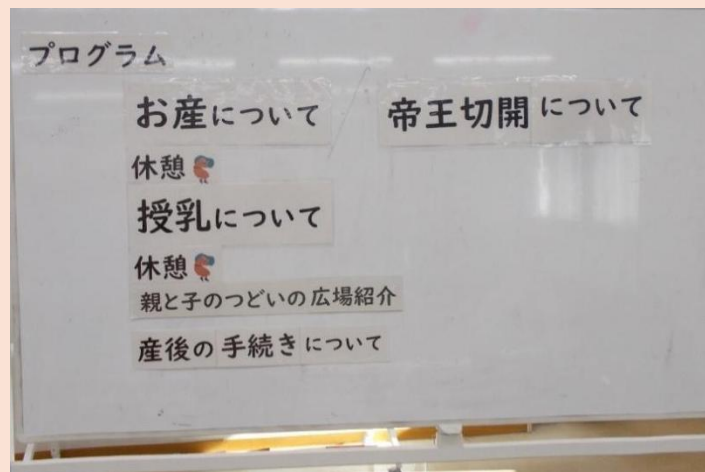 プログラム
お産について 帝王切開について
休憩
授乳について
休憩
親と子のつどいの広場紹介
産後の手続きについて